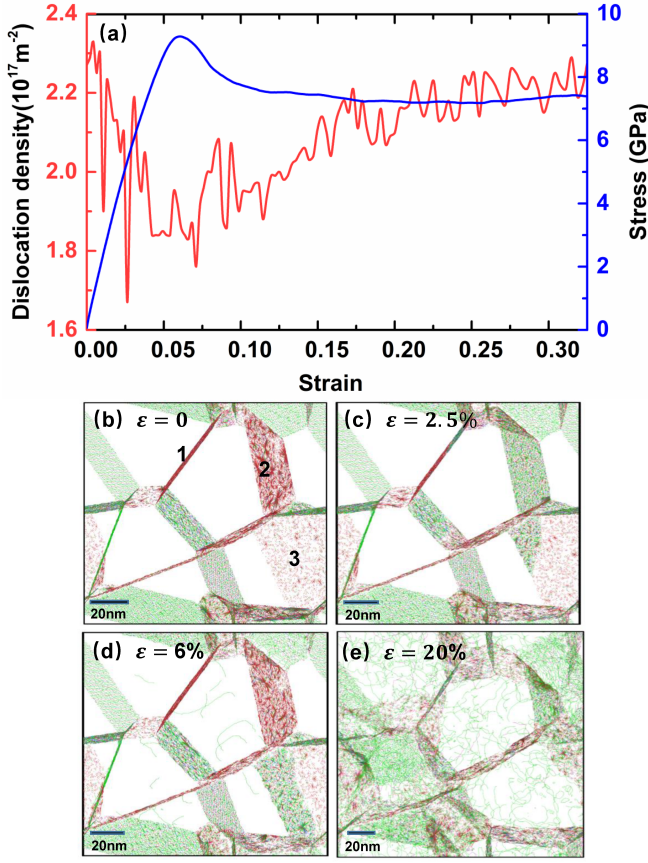 (a)
Dislocation density(10¹⁷m⁻²)
2.4
2.2
2.0
1.8
1.6
10
8
6
4
2
0
Stress (GPa)
0.00 0.05 0.10 0.15 0.20 0.25 0.30
Strain
(b) ε = 0
1
2
3
20nm
(c) ε = 2.5%
20nm
(d) ε = 6%
20nm
(e) ε = 20%
20nm